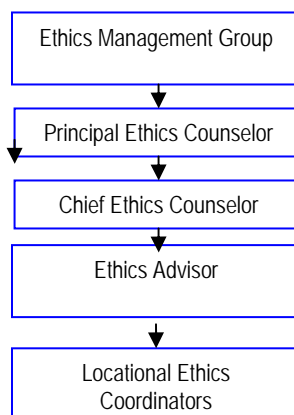 Ethics Management Group
Principal Ethics Counselor
Chief Ethics Counselor
Ethics Advisor
Locational Ethics
Coordinators